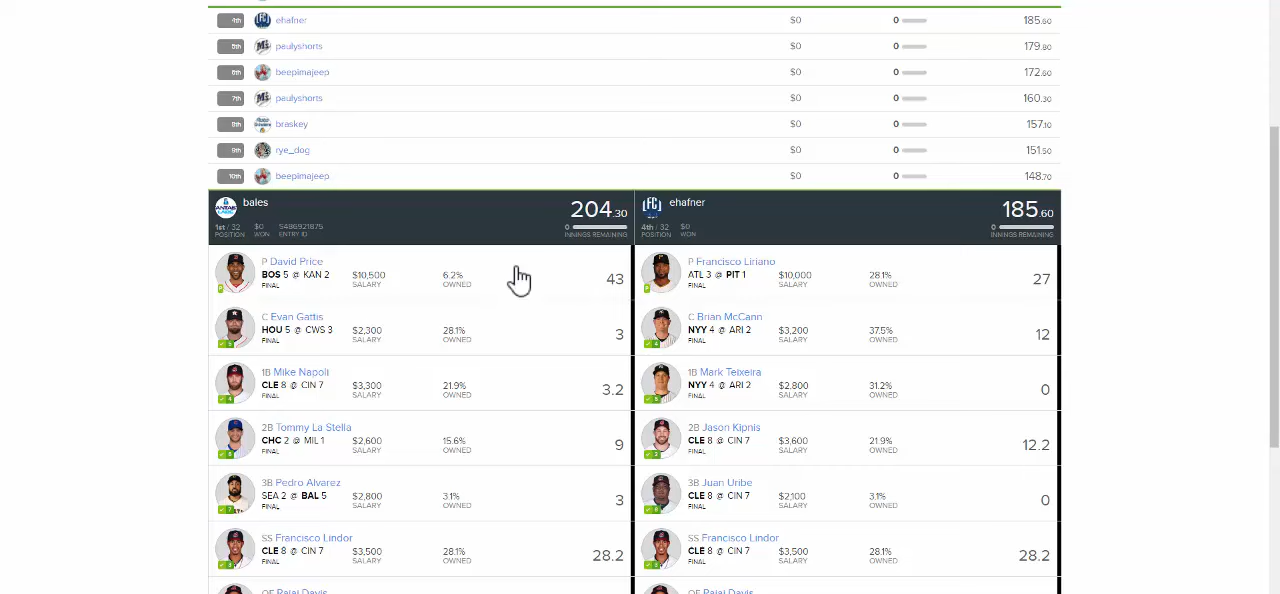 4th ehafner $0 0 185.60
5th paulyshorts $0 0 179.80
6th beepimajeep $0 0 172.60
7th paulyshorts $0 0 160.30
8th braskey $0 0 157.10
9th rye_dog $0 0 151.50
10th beepimajeep $0 0 148.70
bales 204.30
1st / 32 $0 5486921875 0
POSITION WON ENTRY ID INNINGS REMAINING
P David Price
BOS 5 @ KAN 2 $10,500 6.2% 43
FINAL SALARY OWNED
C Evan Gattis
HOU 5 @ CWS 3 $2,300 28.1% 3
FINAL SALARY OWNED
1B Mike Napoli
CLE 8 @ CIN 7 $3,300 21.9% 3.2
FINAL SALARY OWNED
2B Tommy La Stella
CHC 2 @ MIL 1 $2,600 15.6% 9
FINAL SALARY OWNED
3B Pedro Alvarez
SEA 2 @ BAL 5 $2,800 3.1% 3
FINAL SALARY OWNED
SS Francisco Lindor
CLE 8 @ CIN 7 $3,500 28.1% 28.2
FINAL SALARY OWNED
OF Rajai Davis
ehafner 185.60
4th / 32 $0 0
POSITION WON INNINGS REMAINING
P Francisco Liriano
ATL 3 @ PIT 1 $10,000 28.1% 27
FINAL SALARY OWNED
C Brian McCann
NYY 4 @ ARI 2 $3,200 37.5% 12
FINAL SALARY OWNED
1B Mark Teixeira
NYY 4 @ ARI 2 $2,800 31.2% 0
FINAL SALARY OWNED
2B Jason Kipnis
CLE 8 @ CIN 7 $3,600 21.9% 12.2
FINAL SALARY OWNED
3B Juan Uribe
CLE 8 @ CIN 7 $2,100 3.1% 0
FINAL SALARY OWNED
SS Francisco Lindor
CLE 8 @ CIN 7 $3,500 28.1% 28.2
FINAL SALARY OWNED
OF Rajai Davis